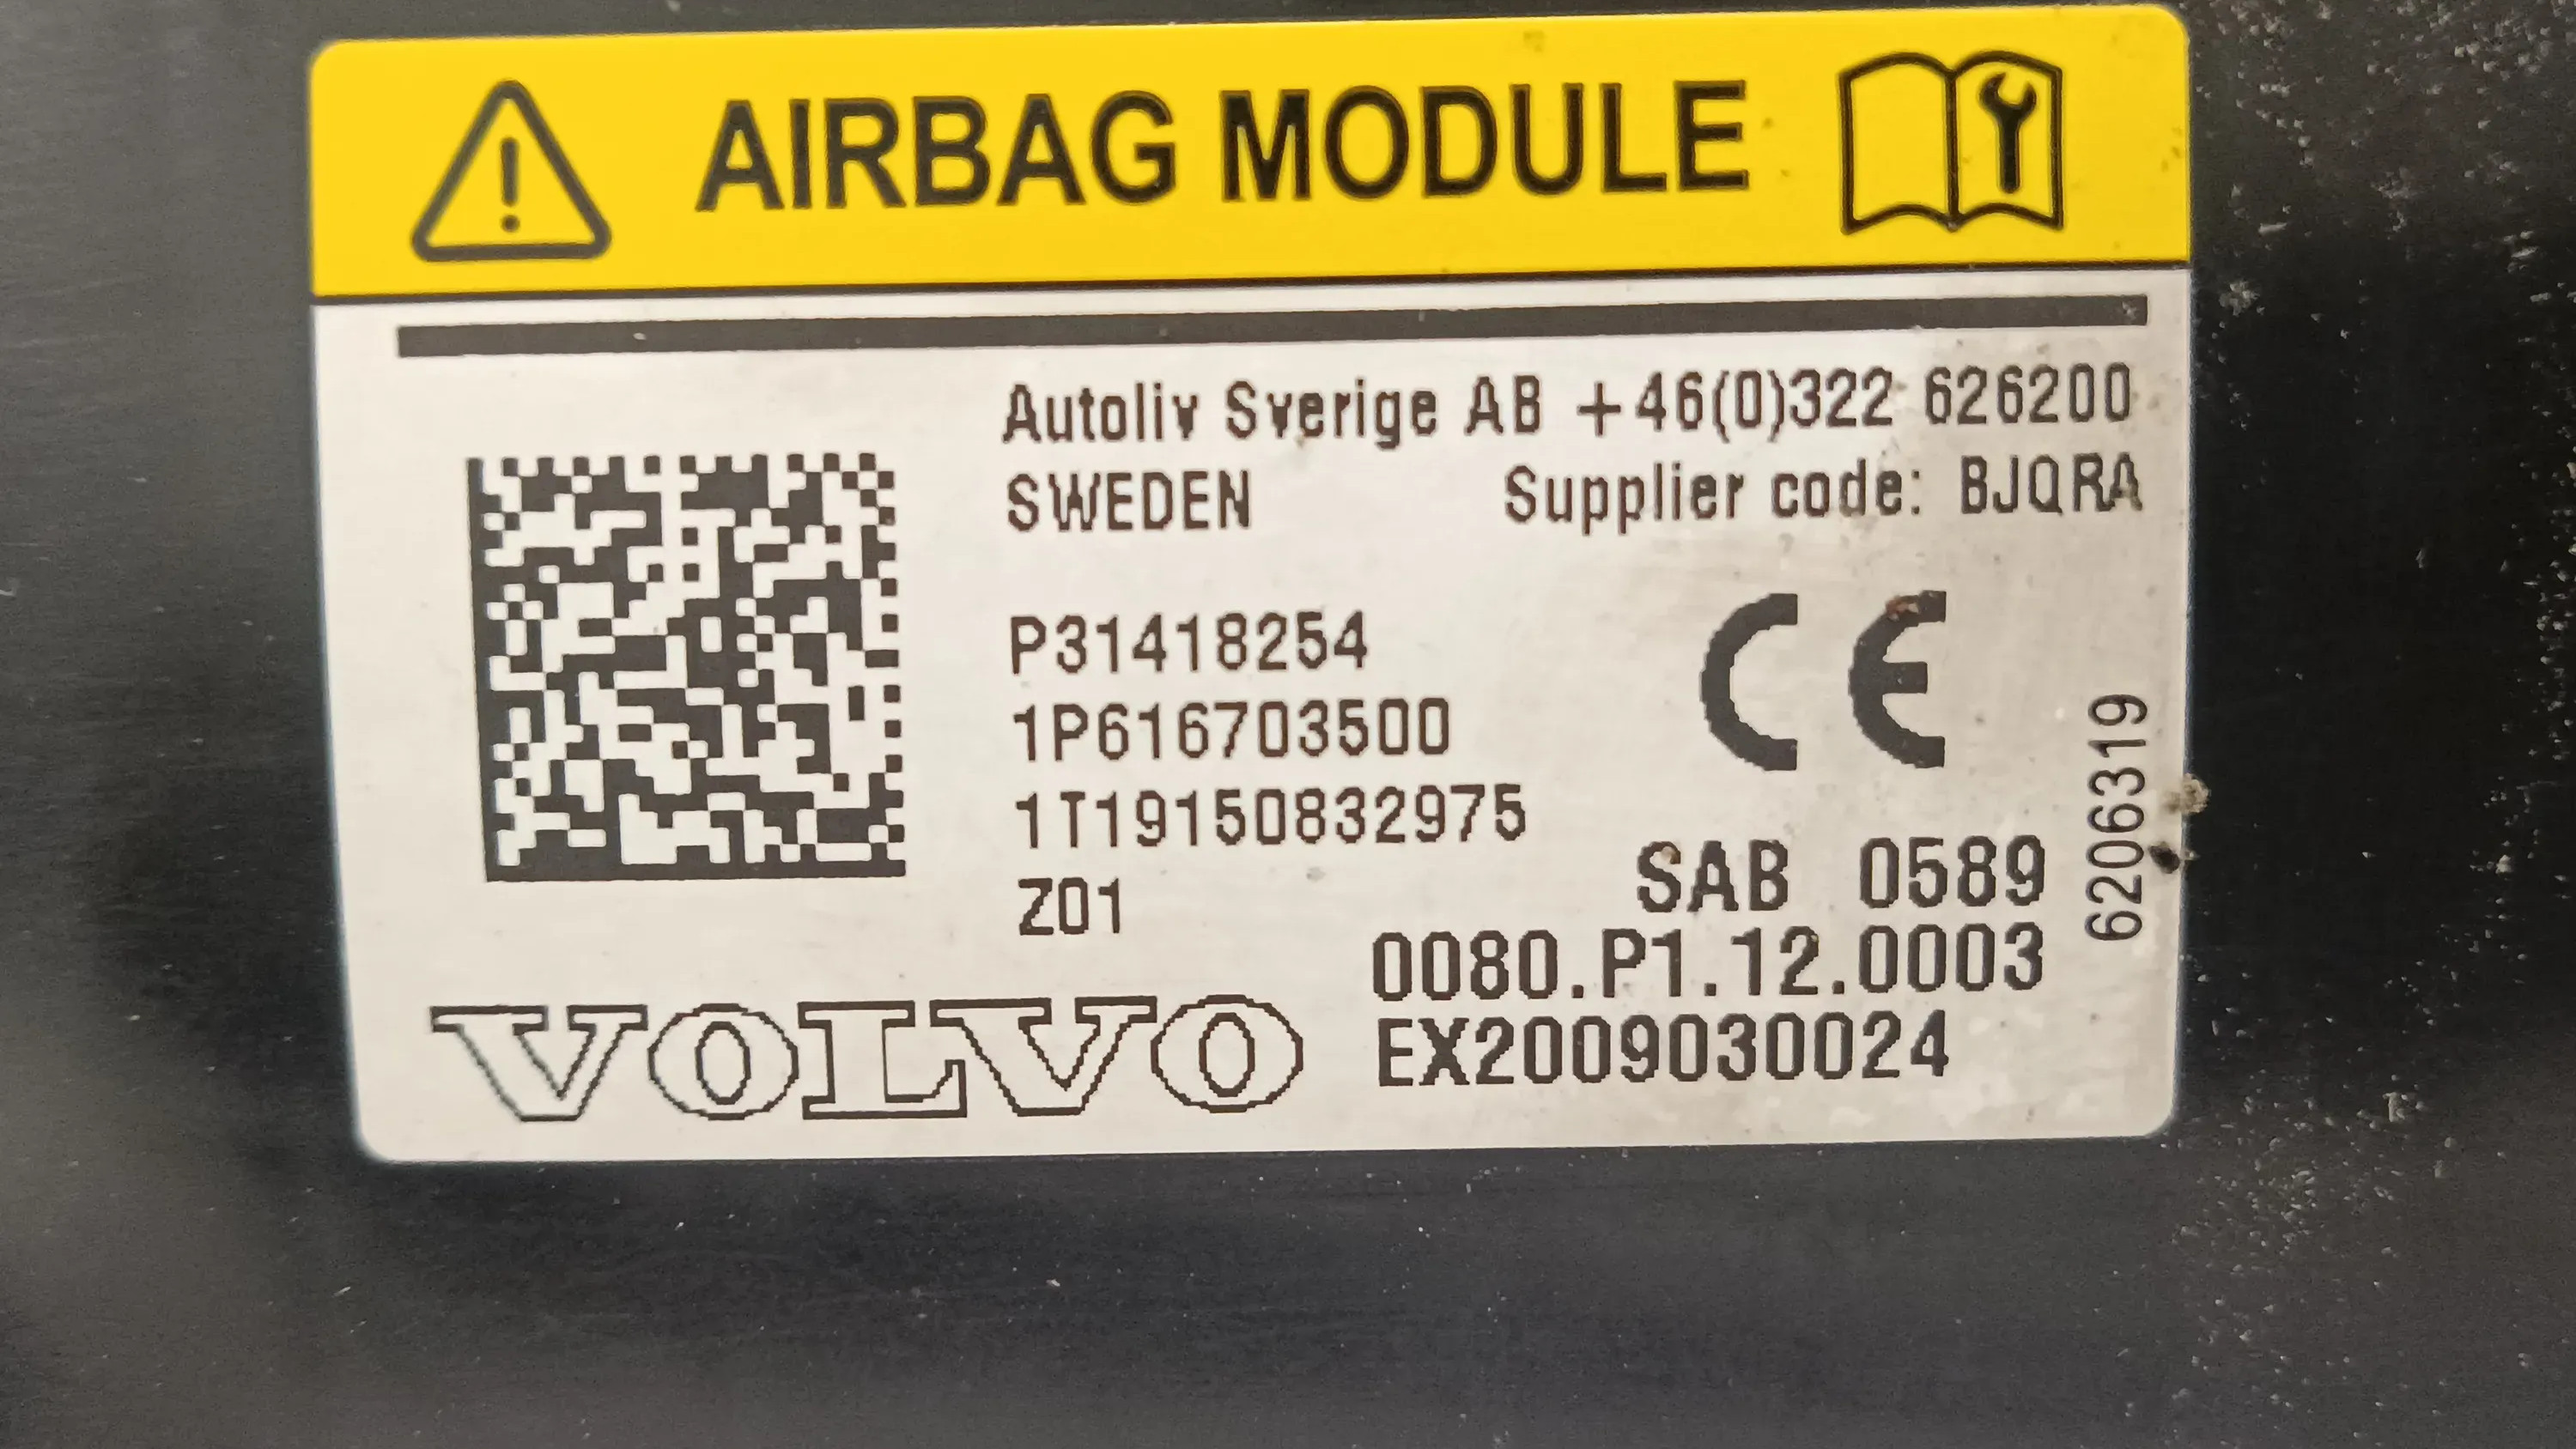 AIRBAG MODULE
Autoliv Sverige AB +46(0)322 626200
SWEDEN Supplier code: BJQRA
P31418254
1P616703500
1T19150832975
Z01
CE
SAB 0589
0080.P1.12.0003
EX2009030024
VOLVO
6206319